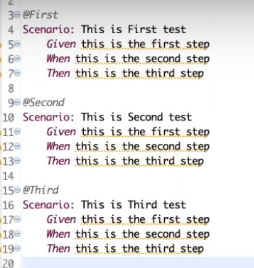 2
3 @First
4 Scenario: This is First test
5 Given this is the first step
6 When this is the second step
7 Then this is the third step
8
9 @Second
10 Scenario: This is Second test
11 Given this is the first step
12 When this is the second step
13 Then this is the third step
14
15 @Third
16 Scenario: This is Third test
17 Given this is the first step
18 When this is the second step
19 Then this is the third step
20